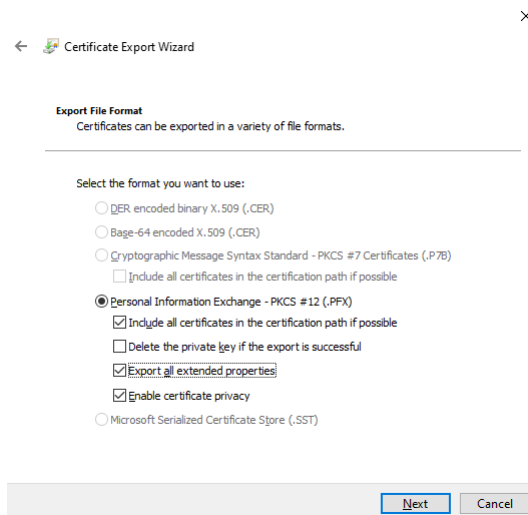 Certificate Export Wizard
Export File Format
Certificates can be exported in a variety of file formats.
Select the format you want to use:
DER encoded binary X.509 (.CER)
Base-64 encoded X.509 (.CER)
Cryptographic Message Syntax Standard - PKCS #7 Certificates (.P7B)
Include all certificates in the certification path if possible
Personal Information Exchange - PKCS #12 (.PFX)
Include all certificates in the certification path if possible
Delete the private key if the export is successful
Export all extended properties
Enable certificate privacy
Microsoft Serialized Certificate Store (.SST)
Next Cancel